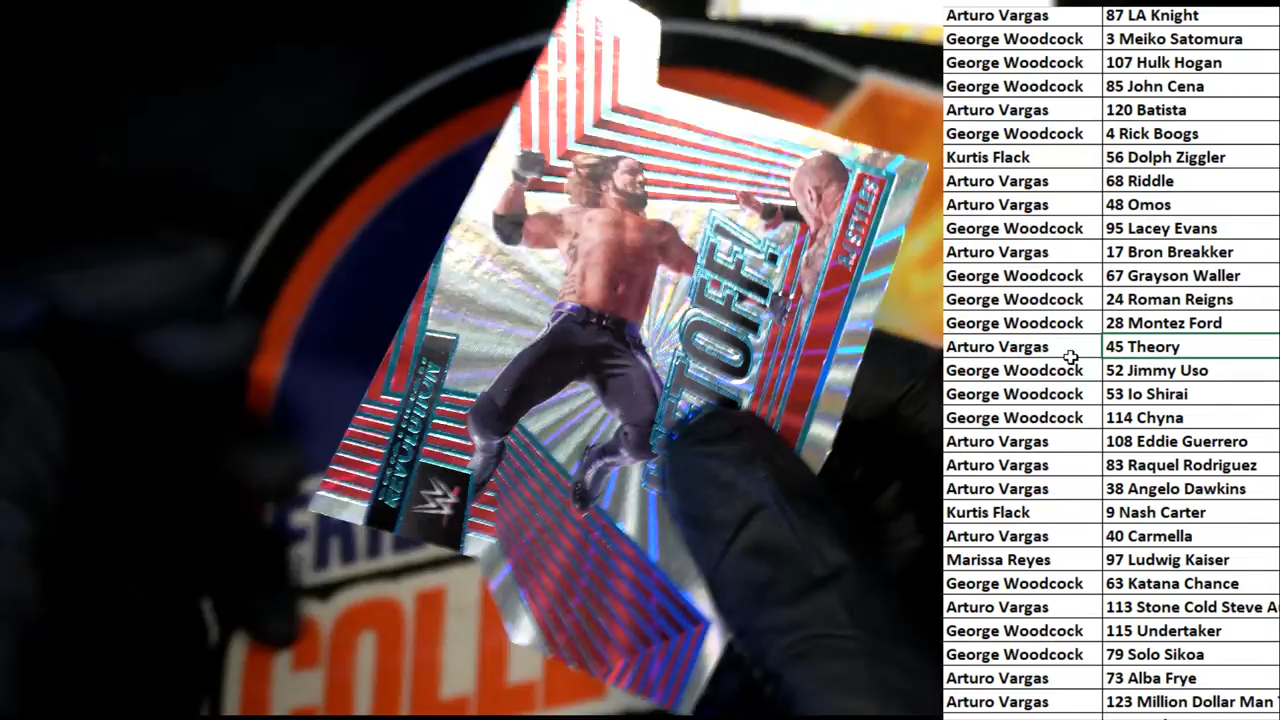 Arturo Vargas 87 LA Knight
George Woodcock 3 Meiko Satomura
George Woodcock 107 Hulk Hogan
George Woodcock 85 John Cena
Arturo Vargas 120 Batista
George Woodcock 4 Rick Boogs
Kurtis Flack 56 Dolph Ziggler
Arturo Vargas 68 Riddle
Arturo Vargas 48 Omos
George Woodcock 95 Lacey Evans
Arturo Vargas 17 Bron Breakker
George Woodcock 67 Grayson Waller
George Woodcock 24 Roman Reigns
George Woodcock 28 Montez Ford
Arturo Vargas 45 Theory
George Woodcock 52 Jimmy Uso
George Woodcock 53 Io Shirai
George Woodcock 114 Chyna
Arturo Vargas 108 Eddie Guerrero
Arturo Vargas 83 Raquel Rodriguez
Arturo Vargas 38 Angelo Dawkins
Kurtis Flack 9 Nash Carter
Arturo Vargas 40 Carmella
Marissa Reyes 97 Ludwig Kaiser
George Woodcock 63 Katana Chance
Arturo Vargas 113 Stone Cold Steve A
George Woodcock 115 Undertaker
George Woodcock 79 Solo Sikoa
Arturo Vargas 73 Alba Frye
Arturo Vargas 123 Million Dollar Man
REVOLUTION
W
AJ STYLES